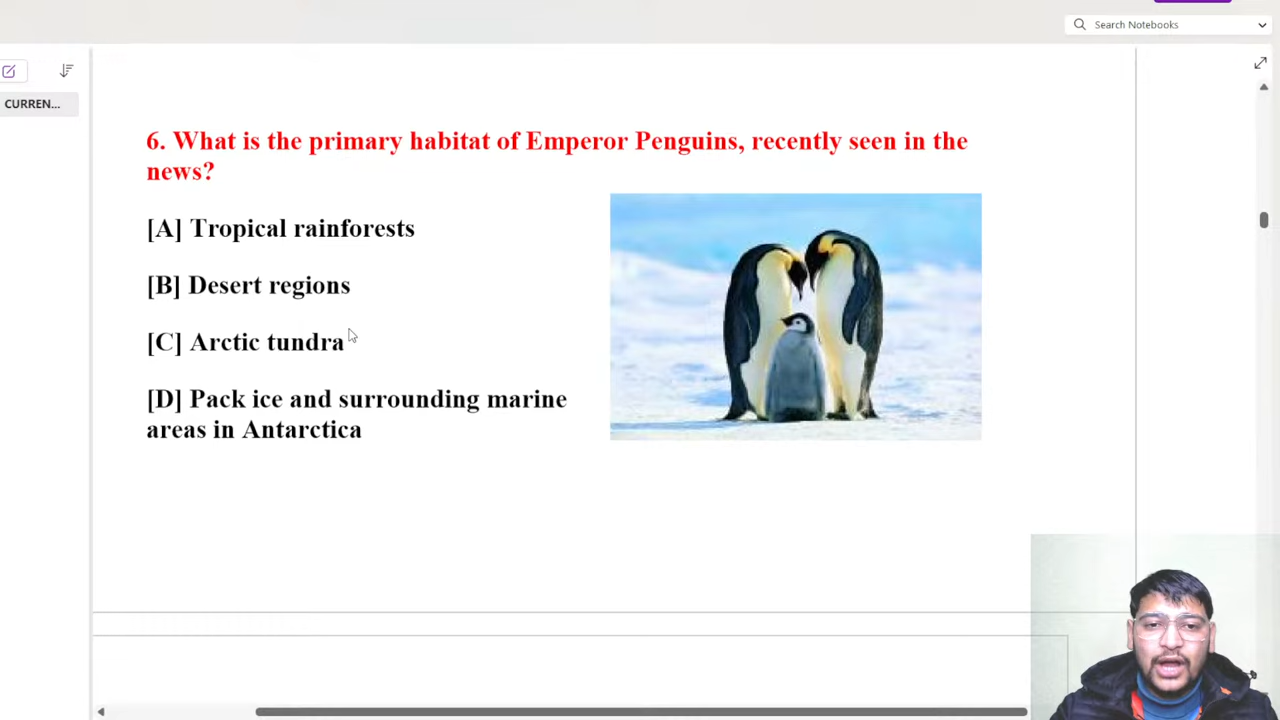 Search Notebooks
CURREN...
6. What is the primary habitat of Emperor Penguins, recently seen in the
news?
[A] Tropical rainforests
[B] Desert regions
[C] Arctic tundra
[D] Pack ice and surrounding marine
areas in Antarctica